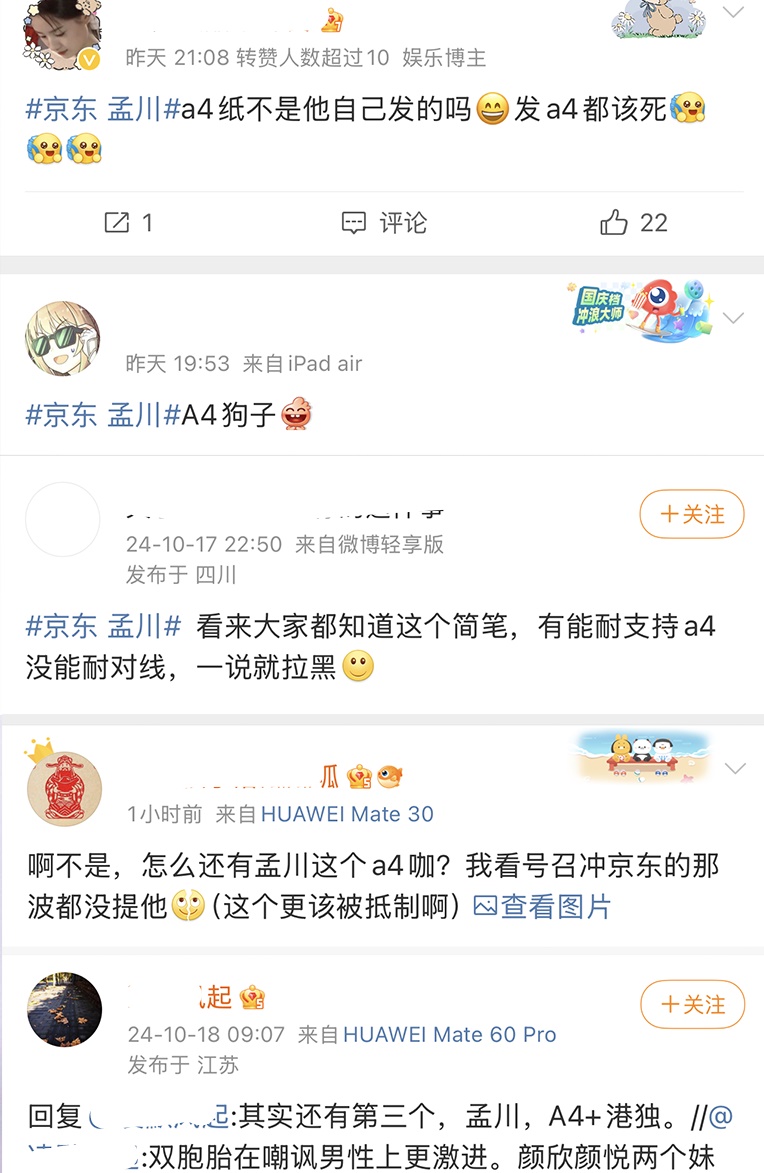 昨天 21:08 转赞人数超过10 娱乐博主
#京东 孟川#a4纸不是他自己发的吗😄发a4都该死
1
评论
22
国庆档
冲浪大师
昨天 19:53 来自iPad air
#京东 孟川#A4狗子
+关注
24-10-17 22:50 来自微博轻享版
发布于 四川
#京东 孟川# 看来大家都知道这个简笔，有能耐支持a4
没能耐对线，一说就拉黑🙂
瓜
1小时前 来自HUAWEI Mate 30
啊不是，怎么还有孟川这个a4咖？我看号召冲京东的那
波都没提他🙄（这个更该被抵制啊）查看图片
起
+关注
24-10-18 09:07 来自HUAWEI Mate 60 Pro
发布于 江苏
回复 起:其实还有第三个，孟川，A4+港独。//@
:双胞胎在嘲讽男性上更激进。颜欣颜悦两个妹